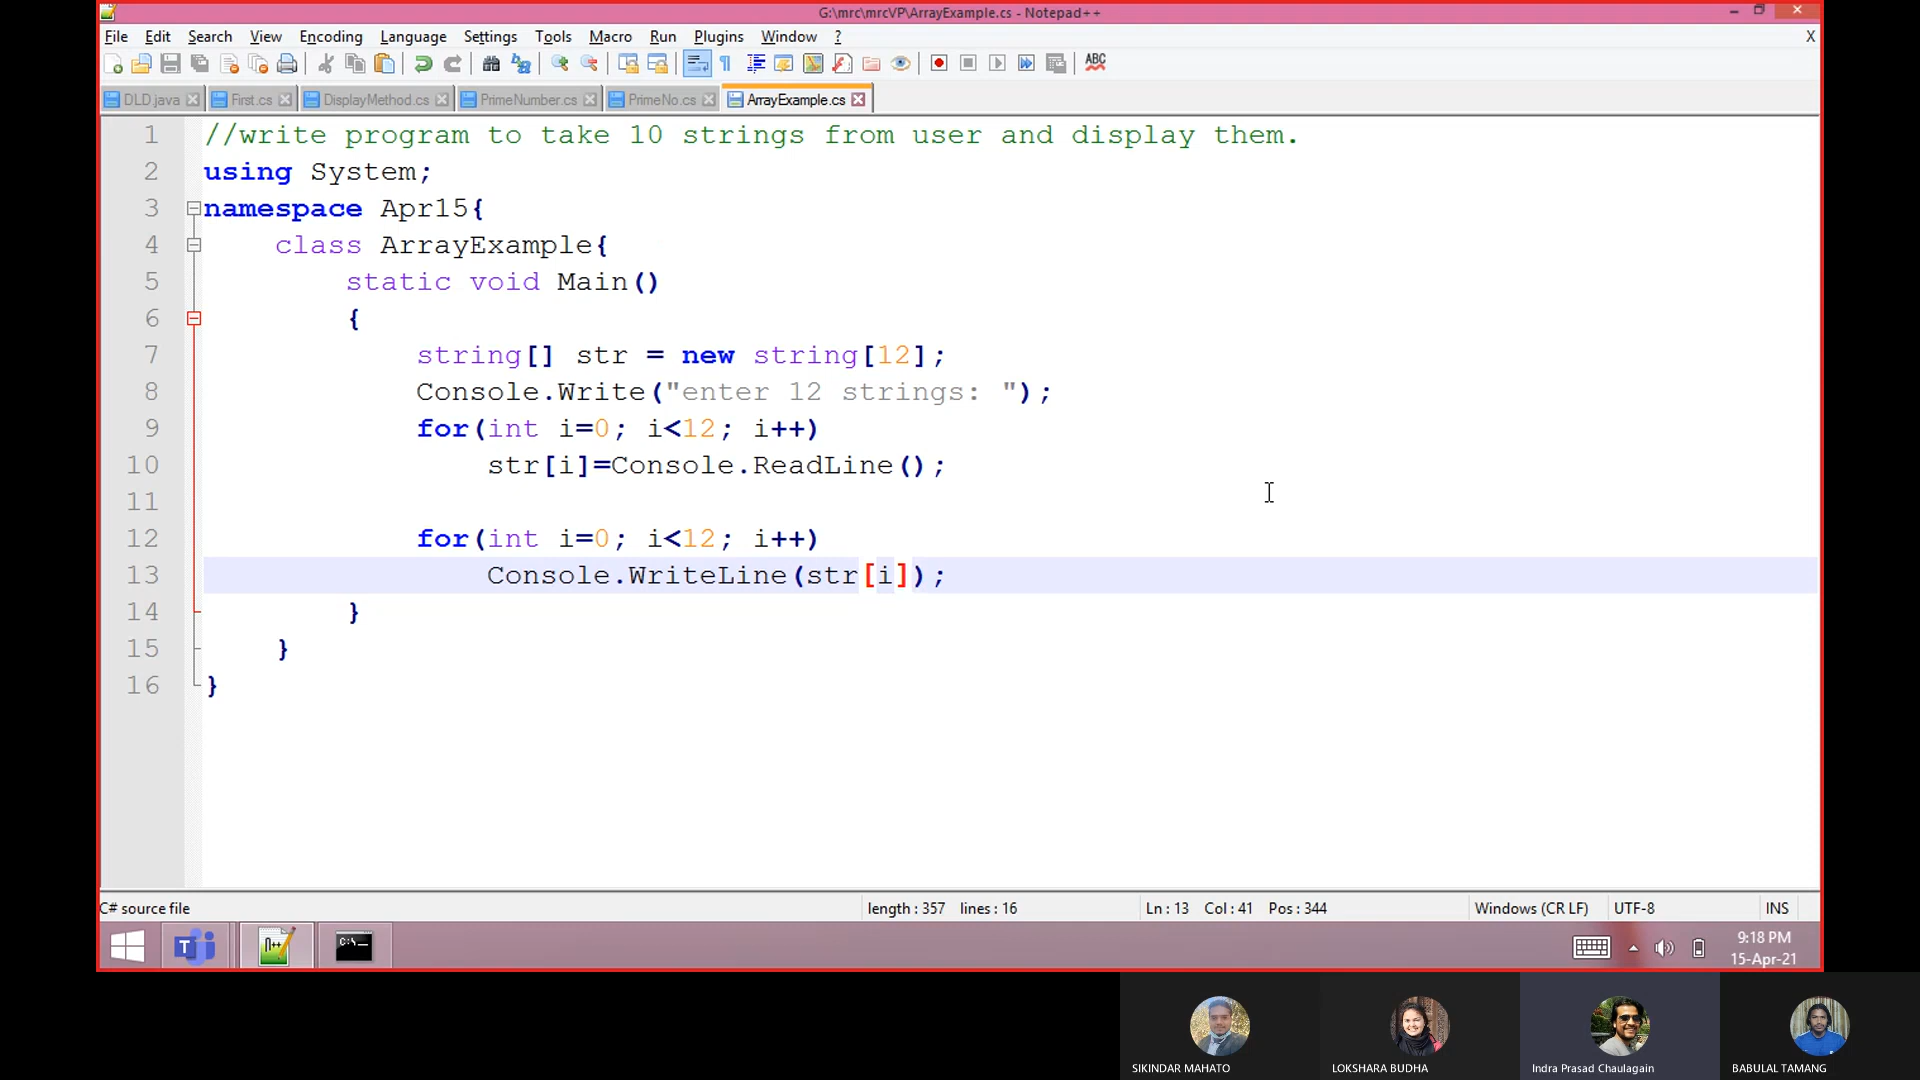 G:\mrc\mrcVP\ArrayExample.cs - Notepad++
File Edit Search View Encoding Language Settings Tools Macro Run Plugins Window ? X
ABC
DLD.java First.cs DisplayMethod.cs PrimeNumber.cs PrimeNo.cs ArrayExample.cs
1 //write program to take 10 strings from user and display them.
2 using System;
3 namespace Apr15{
4 class ArrayExample{
5 static void Main()
6 {
7 string[] str = new string[12];
8 Console.Write("enter 12 strings: ");
9 for(int i=0; i<12; i++)
10 str[i]=Console.ReadLine();
11
12 for(int i=0; i<12; i++)
13 Console.WriteLine(str[i]);
14 }
15 }
16 }
C# source file length : 357 lines : 16 Ln : 13 Col : 41 Pos : 344 Windows (CR LF) UTF-8 INS
9:18 PM
15-Apr-21
SIKINDAR MAHATO LOKSHARA BUDHA Indra Prasad Chaulagain BABULAL TAMANG